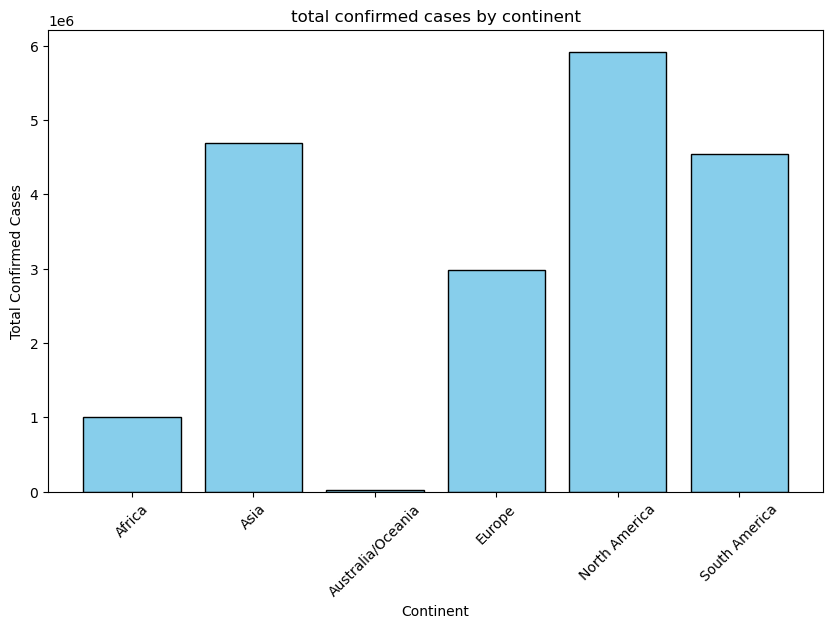 total confirmed cases by continent
1e6
6
5
4
3
2
1
0
Total Confirmed Cases
Africa
Asia
Australia/Oceania
Europe
North America
South America
Continent